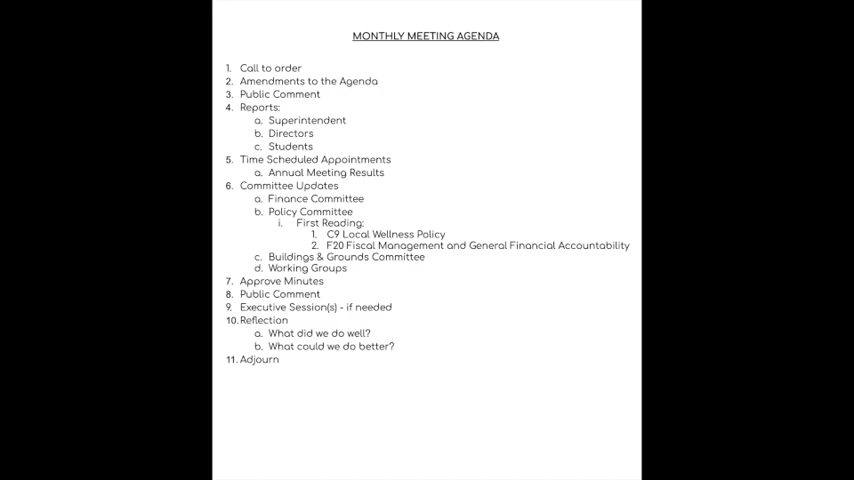 MONTHLY MEETING AGENDA
1. Call to order
2. Amendments to the Agenda
3. Public Comment
4. Reports:
a. Superintendent
b. Directors
c. Students
5. Time Scheduled Appointments
a. Annual Meeting Results
6. Committee Updates
a. Finance Committee
b. Policy Committee
i. First Reading:
1. C9 Local Wellness Policy
2. F20 Fiscal Management and General Financial Accountability
c. Buildings & Grounds Committee
d. Working Groups
7. Approve Minutes
8. Public Comment
9. Executive Session(s) - if needed
10. Reflection
a. What did we do well?
b. What could we do better?
11. Adjourn